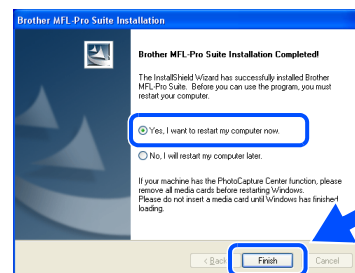 Brother MFL-Pro Suite Installation
Brother MFL-Pro Suite Installation Completed!
The InstallShield Wizard has successfully installed Brother
MFL-Pro Suite. Before you can use the program, you must
restart your computer.
Yes, I want to restart my computer now.
No, I will restart my computer later.
If your machine has the PhotoCapture Center function, please
remove all media cards before restarting Windows.
Please do not insert a media card until Windows has finished
loading.
< Back Finish Cancel